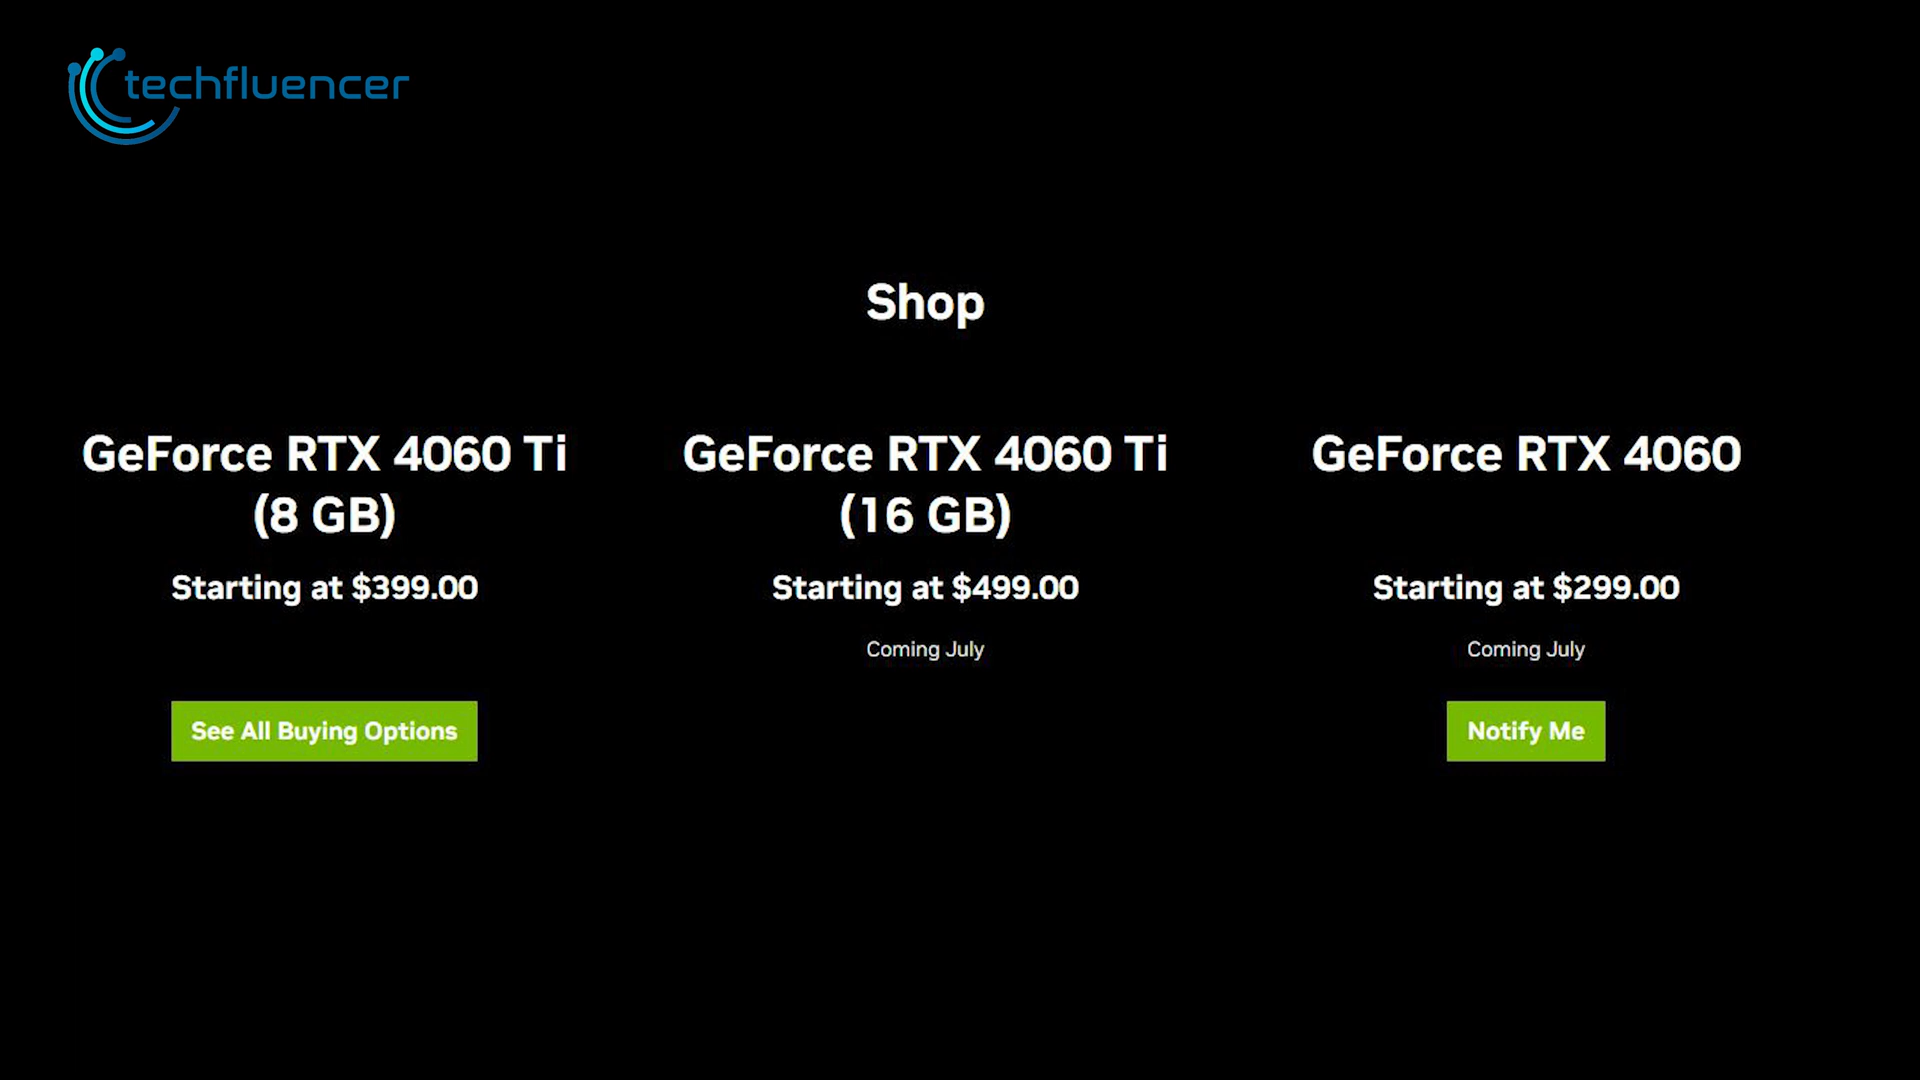 techfluencer
Shop
GeForce RTX 4060 Ti
(8 GB)
Starting at $399.00
See All Buying Options
GeForce RTX 4060 Ti
(16 GB)
Starting at $499.00
Coming July
GeForce RTX 4060
Starting at $299.00
Coming July
Notify Me